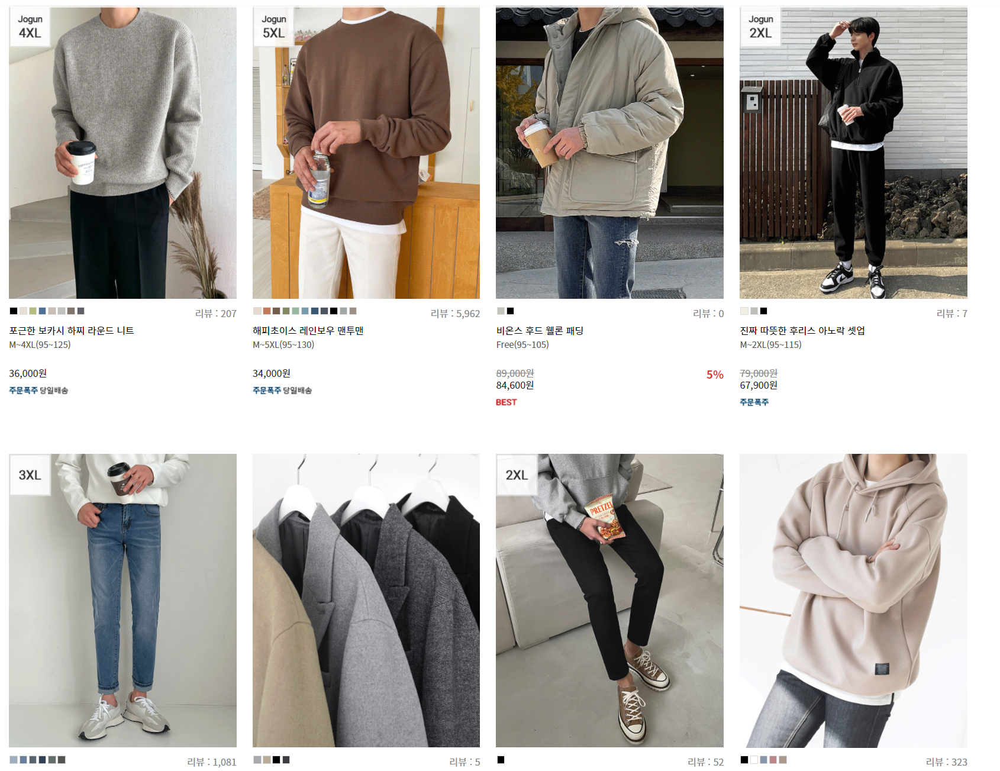 Jogun
4XL
Jogun
5XL
Jogun
2XL
리뷰 : 207
포근한 보카시 하찌 라운드 니트
M~4XL(95~125)
36,000원
주문폭주 당일배송
리뷰 : 5,962
해피초이스 레인보우 맨투맨
M~5XL(95~130)
34,000원
주문폭주 당일배송
리뷰 : 0
비온스 후드 웰론 패딩
Free(95~105)
89,000원
5%
84,600원
BEST
리뷰 : 7
진짜 따뜻한 후리스 아노락 셋업
M~2XL(95~115)
79,000원
67,900원
주문폭주
3XL
2XL
PRETZEL
리뷰 : 1,081
리뷰 : 5
리뷰 : 52
리뷰 : 323